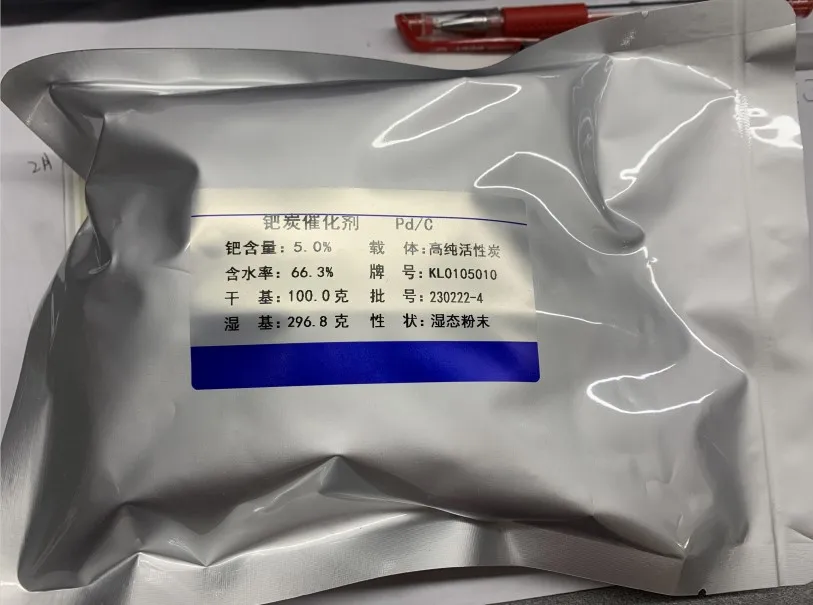 钯炭催化剂 Pd/C
钯含量: 5.0% 载 体: 高纯活性炭
含水率: 66.3% 牌 号: KL0105010
干 基: 100.0 克 批 号: 230222-4
湿 基: 296.8 克 性 状: 湿态粉末
2月